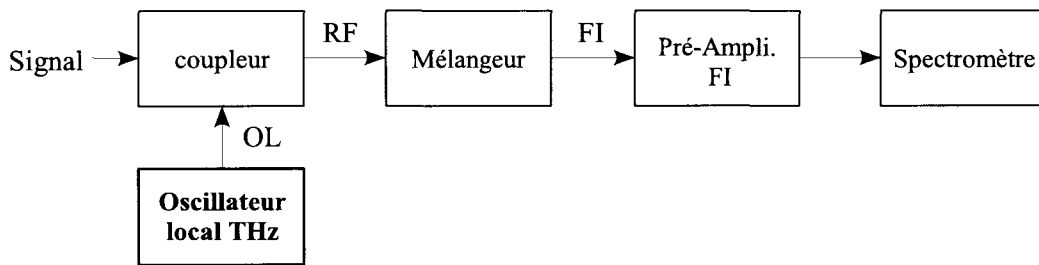 RF
FI
Signal
coupleur
Mélangeur
Pré-Ampli.
FI
Spectromètre
OL
Oscillateur
local THz